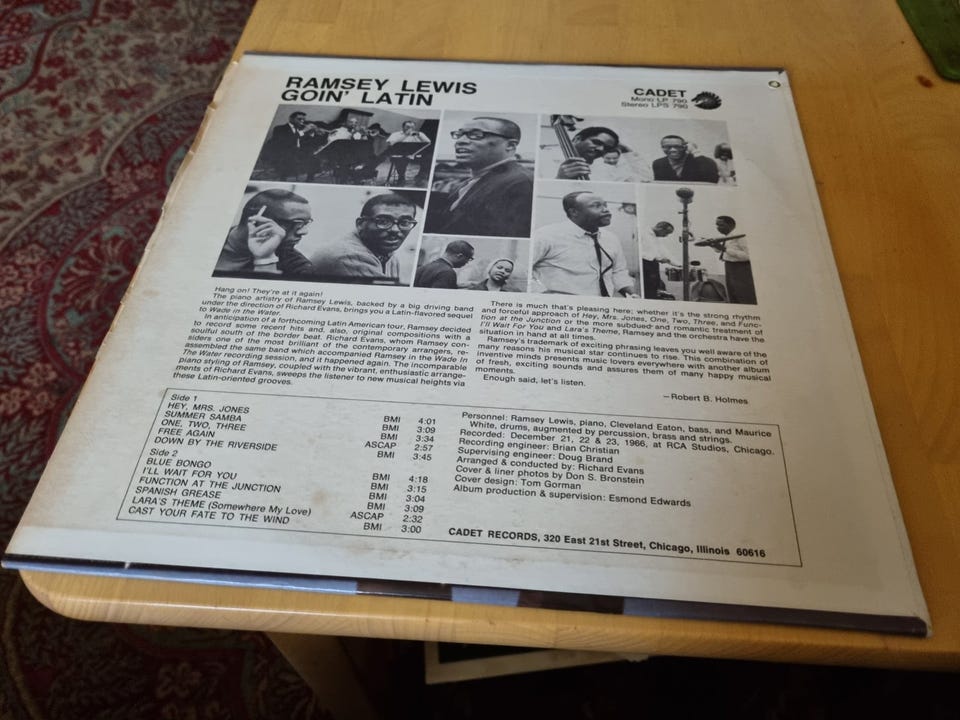 RAMSEY LEWIS
GOIN' LATIN
CADET
Mono LP 790
Stereo LPS 790
Hang on! They're at it again!
The piano artistry of Ramsey Lewis, backed by a big driving band
under the direction of Richard Evans, brings you a Latin-flavored sequel
to Wade in the Water.
In anticipation of a forthcoming Latin American tour, Ramsey decided
to record some recent hits and, also, original compositions with a
soulful south of the border beat. Richard Evans, whom Ramsey con-
siders one of the most brilliant of the contemporary arrangers, re-
assembled the same band which accompanied Ramsey in the Wade In
The Water recording session, and it happened again. The incomparable
piano styling of Ramsey, coupled with the vibrant, enthusiastic arrange-
ments of Richard Evans, sweeps the listener to new musical heights via
these Latin-oriented grooves.
There is much that's pleasing here; whether it's the strong rhythm
and forceful approach of Hey, Mrs. Jones, One, Two, Three, and Func-
tion at the Junction or the more subdued and romantic treatment of
I'll Wait For You and Lara's Theme, Ramsey and the orchestra have the
situation in hand at all times.
Ramsey's trademark of exciting phrasing leaves you well aware of the
many reasons his musical star continues to rise. This combination of
inventive minds presents music lovers everywhere with another album
of fresh, exciting sounds and assures them of many happy musical
moments.
Enough said, let's listen.
—Robert B. Holmes
Side 1
HEY, MRS. JONES BMI 4:01
SUMMER SAMBA BMI 3:09
ONE, TWO, THREE BMI 3:34
FREE AGAIN ASCAP 2:57
DOWN BY THE RIVERSIDE BMI 3:45
Side 2
BLUE BONGO BMI 4:18
I'LL WAIT FOR YOU BMI 3:15
FUNCTION AT THE JUNCTION BMI 3:04
SPANISH GREASE BMI 3:09
LARA'S THEME (Somewhere My Love) ASCAP 2:32
CAST YOUR FATE TO THE WIND BMI 3:00
Personnel: Ramsey Lewis, piano, Cleveland Eaton, bass, and Maurice
White, drums, augmented by percussion, brass and strings.
Recorded: December 21, 22 & 23, 1966, at RCA Studios, Chicago.
Recording engineer: Brian Christian
Supervising engineer: Doug Brand
Arranged & conducted by: Richard Evans
Cover & liner photos by Don S. Bronstein
Cover design: Tom Gorman
Album production & supervision: Esmond Edwards
CADET RECORDS, 320 East 21st Street, Chicago, Illinois 60616